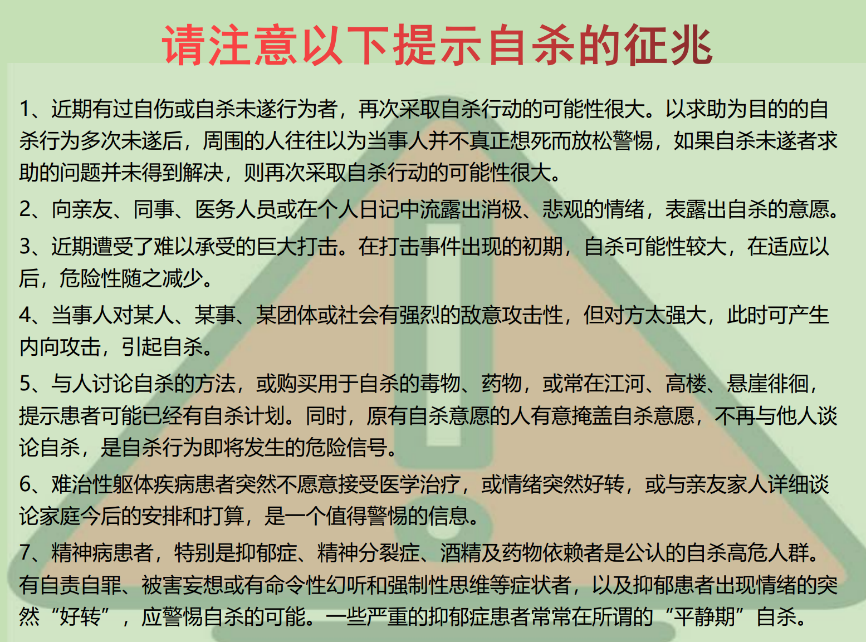 请注意以下提示自杀的征兆
1、近期有过自伤或自杀未遂行为者，再次采取自杀行动的可能性很大。以求助为目的的自
杀行为多次未遂后，周围的人往往以为当事人并不真正想死而放松警惕，如果自杀未遂者求
助的问题并未得到解决，则再次采取自杀行动的可能性很大。
2、向亲友、同事、医务人员或在个人日记中流露出消极、悲观的情绪，表露出自杀的意愿。
3、近期遭受了难以承受的巨大打击。在打击事件出现的初期，自杀可能性较大，在适应以
后，危险性随之减少。
4、当事人对某人、某事、某团体或社会有强烈的敌意攻击性，但对方太强大，此时可产生
内向攻击，引起自杀。
5、与人讨论自杀的方法，或购买用于自杀的毒物、药物，或常在江河、高楼、悬崖徘徊，
提示患者可能已经有自杀计划。同时，原有自杀意愿的人有意掩盖自杀意愿，不再与他人谈
论自杀，是自杀行为即将发生的危险信号。
6、难治性躯体疾病患者突然不愿意接受医学治疗，或情绪突然好转，或与亲友家人详细谈
论家庭今后的安排和打算，是一个值得警惕的信息。
7、精神病患者，特别是抑郁症、精神分裂症、酒精及药物依赖者是公认的自杀高危人群。
有自责自罪、被害妄想或有命令性幻听和强制性思维等症状者，以及抑郁患者出现情绪的突
然“好转”，应警惕自杀的可能。一些严重的抑郁症患者常常在所谓的“平静期”自杀。